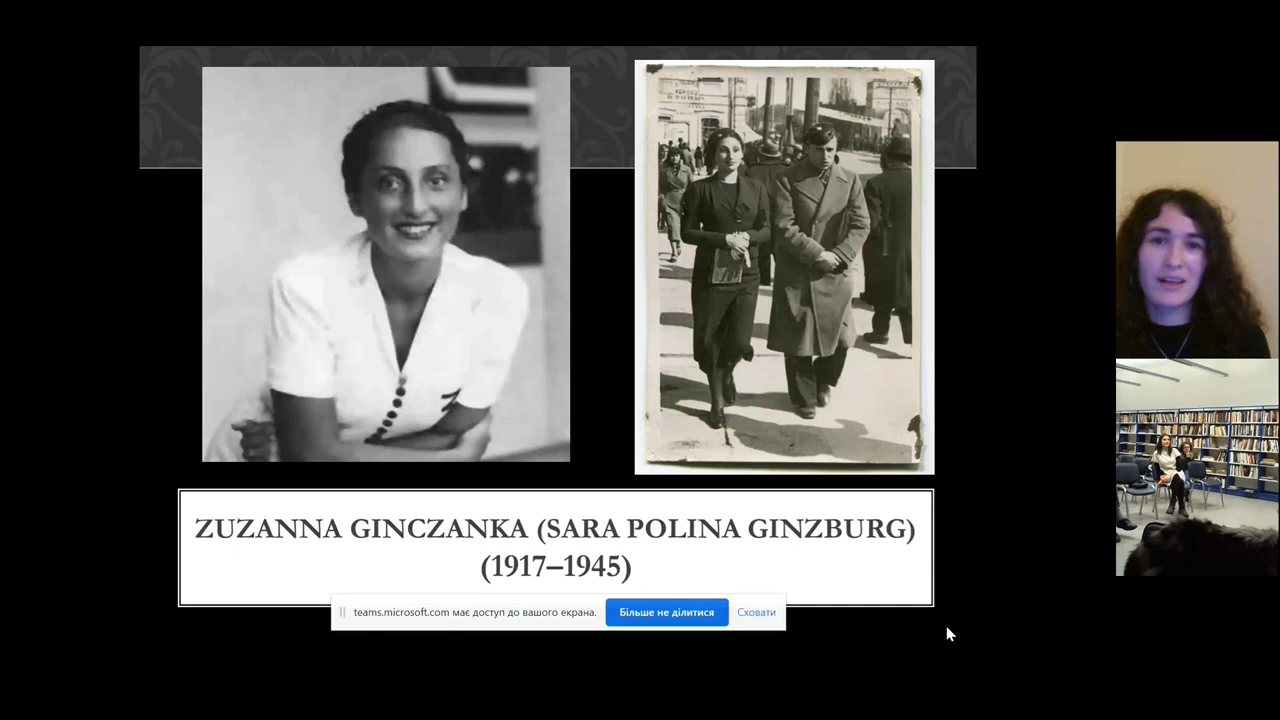 ZUZANNA GINCZANKA (SARA POLINA GINZBURG)
(1917–1945)
teams.microsoft.com має доступ до вашого екрана. Більше не ділитися Сховати